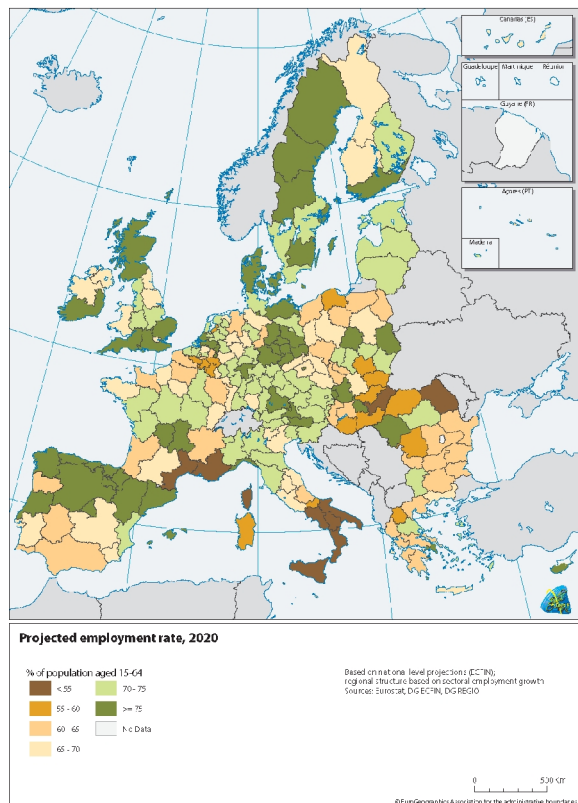 Canarias (ES)
Guadeloupe Martinique Réunion
Guyane (FR)
Açores (PT)
Madeira
Projected employment rate, 2020
% of population aged 15-64
< 55
55 - 60
60 - 65
65 - 70
70 - 75
>= 75
No Data
Based on national level projections (ECFIN);
regional structure based on sectoral employment growth
Sources: Eurostat, DG ECFIN, DG REGIO
0 500 Km
© EuroGeographics Association for the administrative boundaries